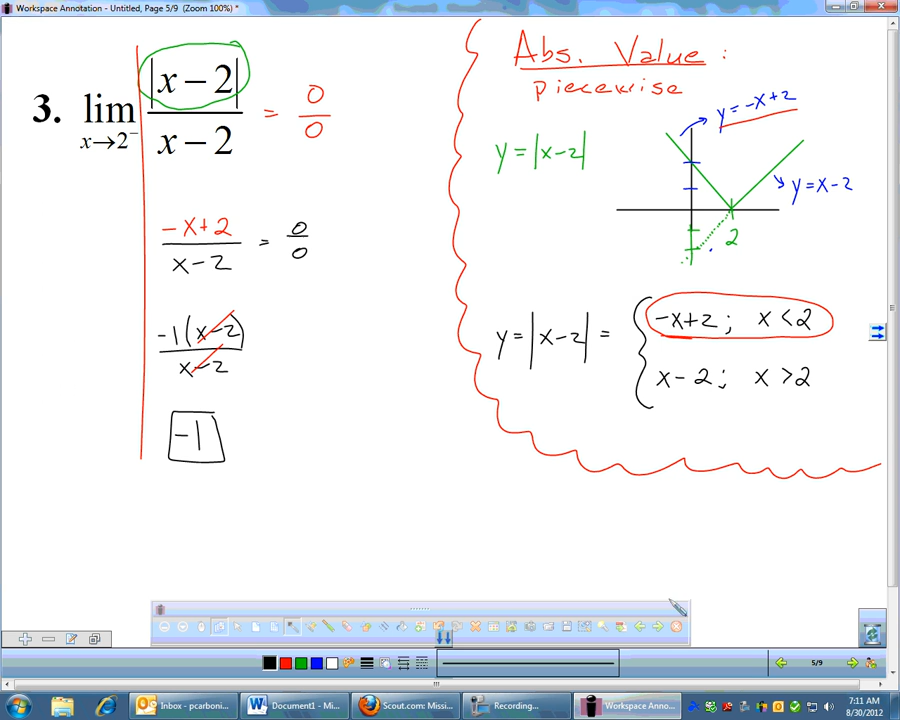 Workspace Annotation - Untitled, Page 5/9 (Zoom 100%) *
3. lim x→2⁻ |x − 2| / x − 2 = 0/0
-x+2 / x-2 = 0/0
-1(x-2) / x-2
-1
Abs. Value :
piecewise
y = |x-2|
y = -x+2
y = x-2
2
y = |x-2| = { -x+2 ; x < 2
x-2 ; x > 2
5/9
Inbox - pcarboni...
Document1 - Mi...
Scout.com: Missi...
Recording...
Workspace Anno...
7:11 AM
8/30/2012